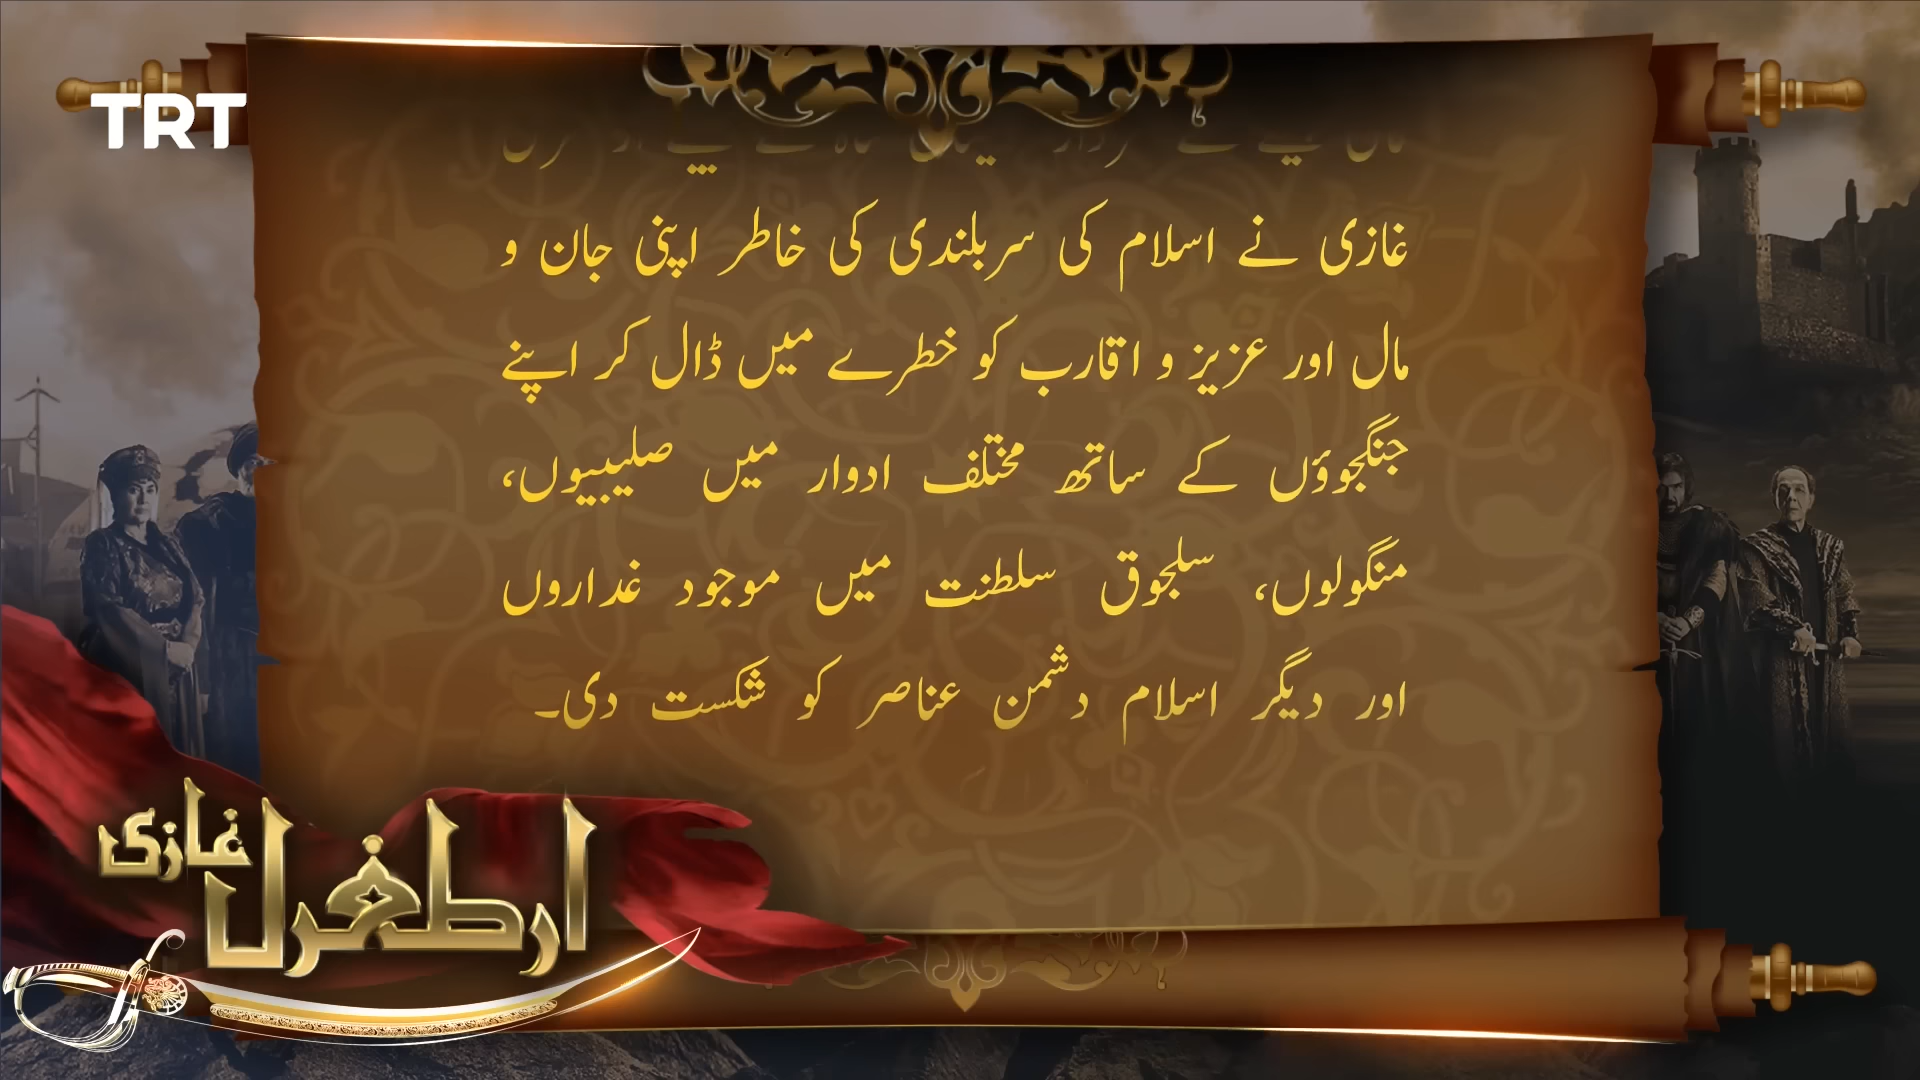 TRT
غازی نے اسلام کی سربلندی کی خاطر اپنی جان و
مال اور عزیز و اقارب کو خطرے میں ڈال کر اپنے
جنگجوؤں کے ساتھ مختلف ادوار میں صلیبیوں،
منگولوں، سلجوق سلطنت میں موجود غداروں
اور دیگر اسلام دشمن عناصر کو شکست دی۔
ارطغرل غازی